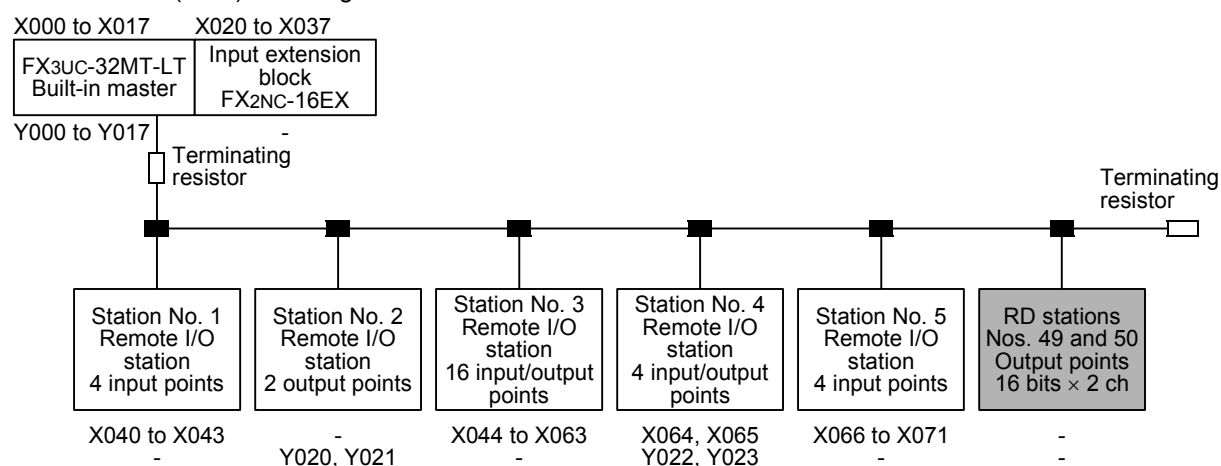 X000 to X017 X020 to X037
FX3UC-32MT-LT
Built-in master
Input extension
block
FX2NC-16EX
Y000 to Y017 -
Terminating
resistor
Terminating
resistor
Station No. 1
Remote I/O
station
4 input points
Station No. 2
Remote I/O
station
2 output points
Station No. 3
Remote I/O
station
16 input/output
points
Station No. 4
Remote I/O
station
4 input/output
points
Station No. 5
Remote I/O
station
4 input points
RD stations
Nos. 49 and 50
Output points
16 bits × 2 ch
X040 to X043 - X044 to X063 X064, X065 X066 to X071 -
- Y020, Y021 - Y022, Y023 - -